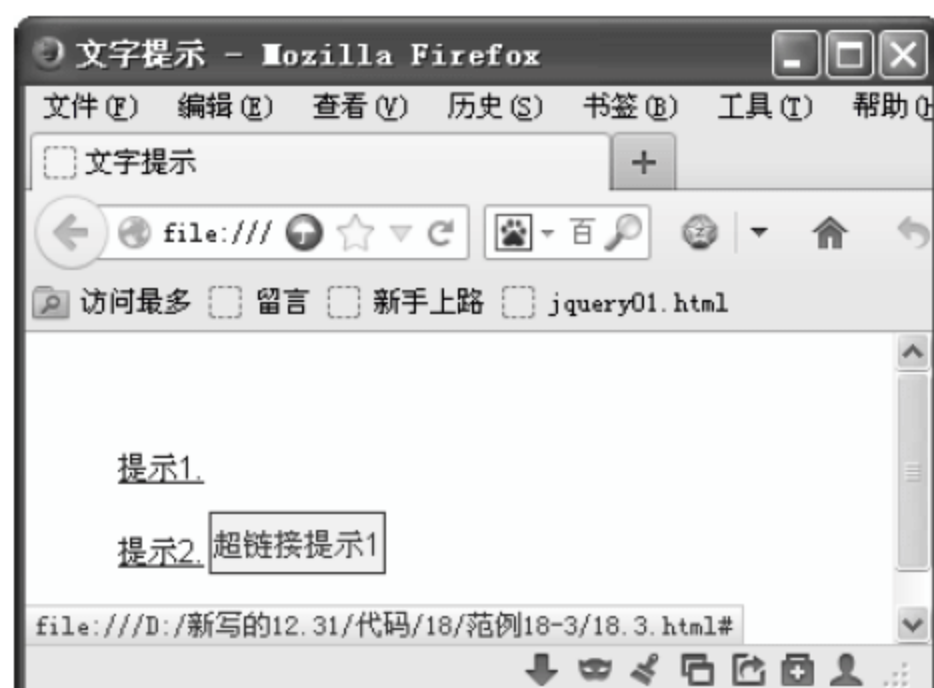 文字提示 - Mozilla Firefox
文件(F) 编辑(E) 查看(V) 历史(S) 书签(B) 工具(T) 帮助(H
文字提示
file:/// 百
访问最多 留言 新手上路 jquery01.html
提示1.
提示2. 超链接提示1
file:///D:/新写的12.31/代码/18/范例18-3/18.3.html#